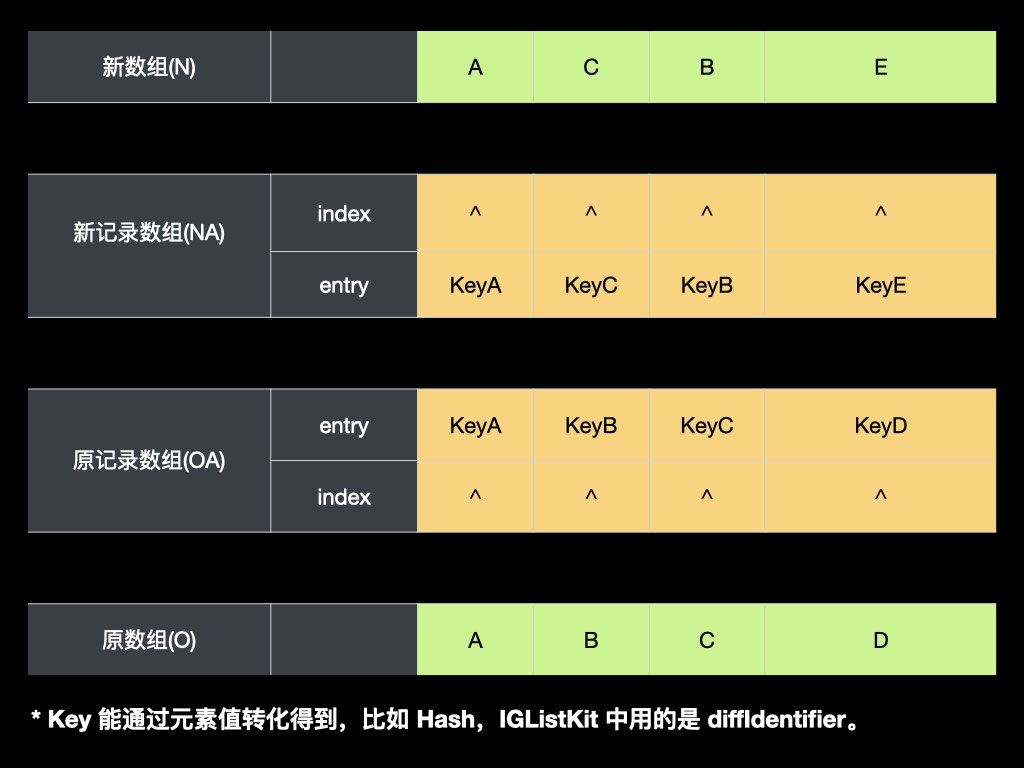 新数组(N) A C B E
新记录数组(NA) index ^ ^ ^ ^
entry KeyA KeyC KeyB KeyE
原记录数组(OA) entry KeyA KeyB KeyC KeyD
index ^ ^ ^ ^
原数组(O) A B C D
* Key 能通过元素值转化得到，比如 Hash，IGListKit 中用的是 diffIdentifier。